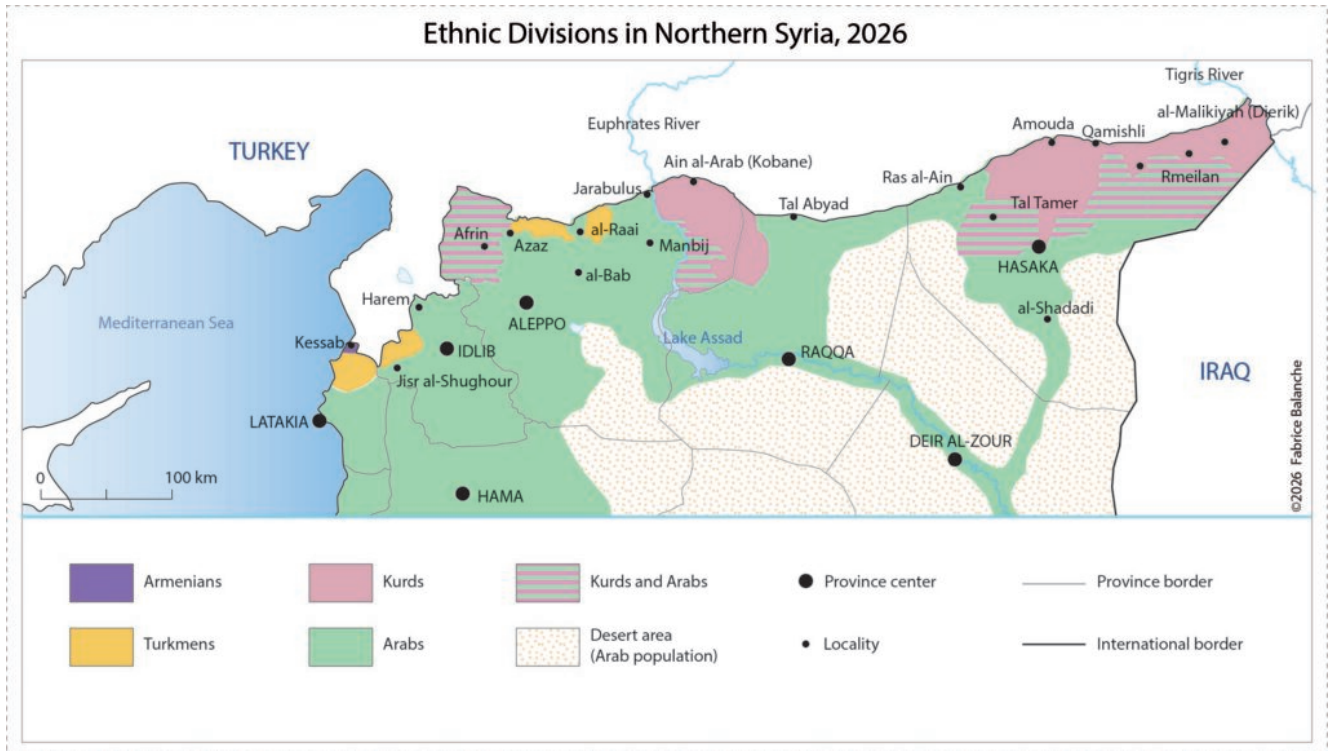 Ethnic Divisions in Northern Syria, 2026
Tigris River
al-Malikiyah (Dierik)
Euphrates River
Amouda
Qamishli
TURKEY
Ain al-Arab (Kobane)
Rmeilan
Ras al-Ain
Jarabulus
Tal Abyad
Tal Tamer
Afrin
Azaz
al-Raai
Manbij
HASAKA
al-Bab
Harem
ALEPPO
al-Shadadi
Mediterranean Sea
Kessab
Lake Assad
IDLIB
RAQQA
IRAQ
Jisr al-Shughour
LATAKIA
DEIR AL-ZOUR
0 100 km
HAMA
©2026 Fabrice Balanche
Armenians
Kurds
Kurds and Arabs
Province center
Province border
Turkmens
Arabs
Desert area
(Arab population)
Locality
International border